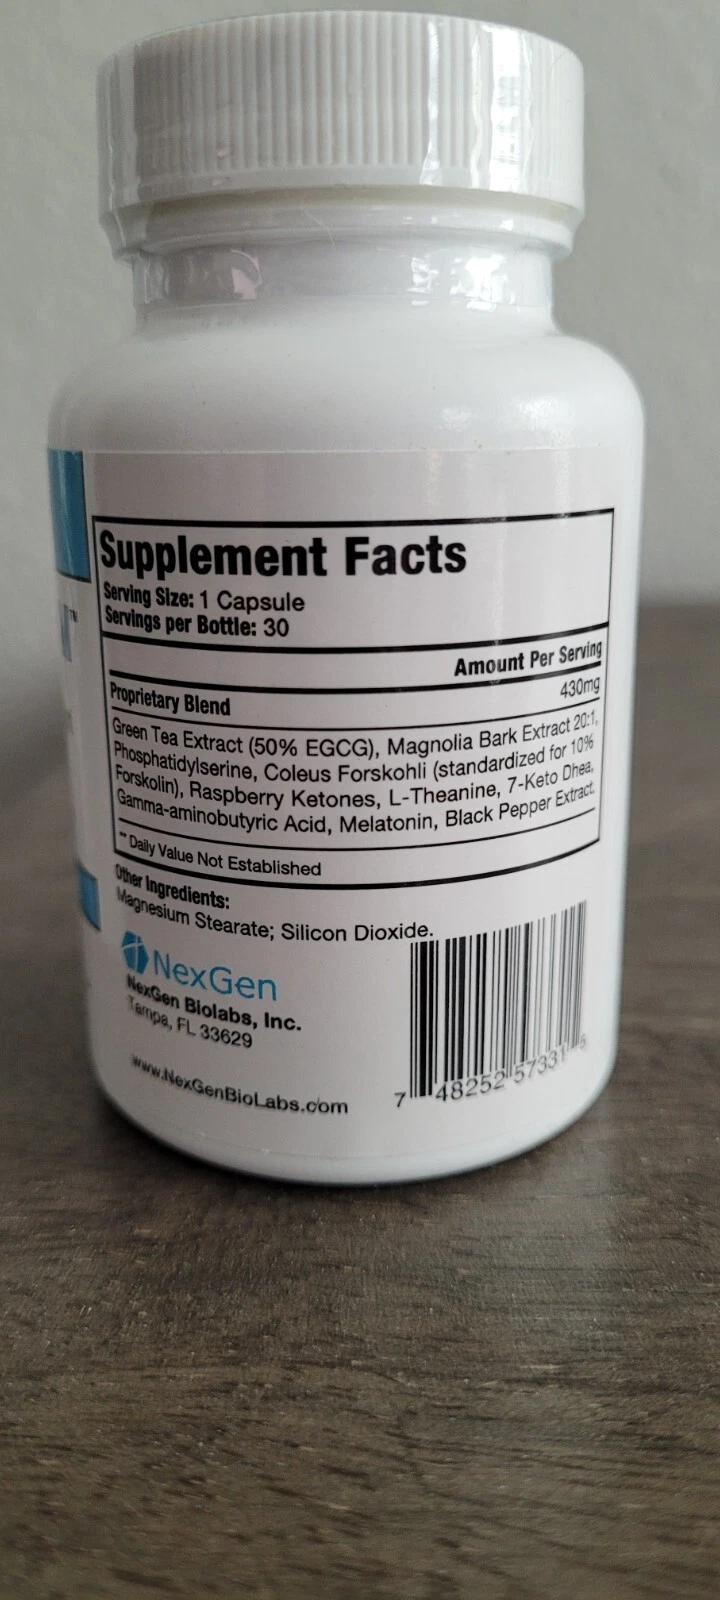 Supplement Facts
Serving Size: 1 Capsule
Servings per Bottle: 30
Amount Per Serving
Proprietary Blend 430mg
Green Tea Extract (50% EGCG), Magnolia Bark Extract 20:1,
Phosphatidylserine, Coleus Forskohli (standardized for 10%
Forskolin), Raspberry Ketones, L-Theanine, 7-Keto Dhea,
Gamma-aminobutyric Acid, Melatonin, Black Pepper Extract.
** Daily Value Not Established
Other Ingredients:
Magnesium Stearate; Silicon Dioxide.
NexGen
NexGen Biolabs, Inc.
Tampa, FL 33629
www.NexGenBioLabs.com
7 48252 57331 5
TM